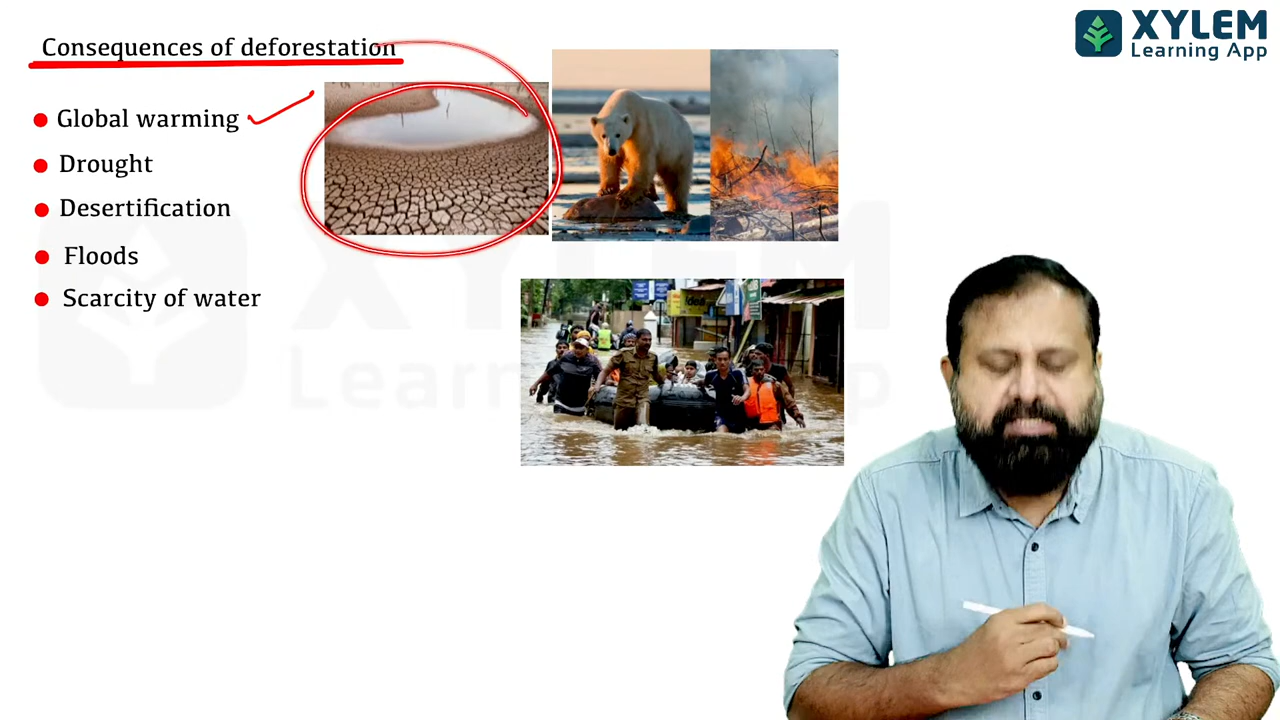 XYLEM
Learning App
Consequences of deforestation
Global warming
Drought
Desertification
Floods
Scarcity of water